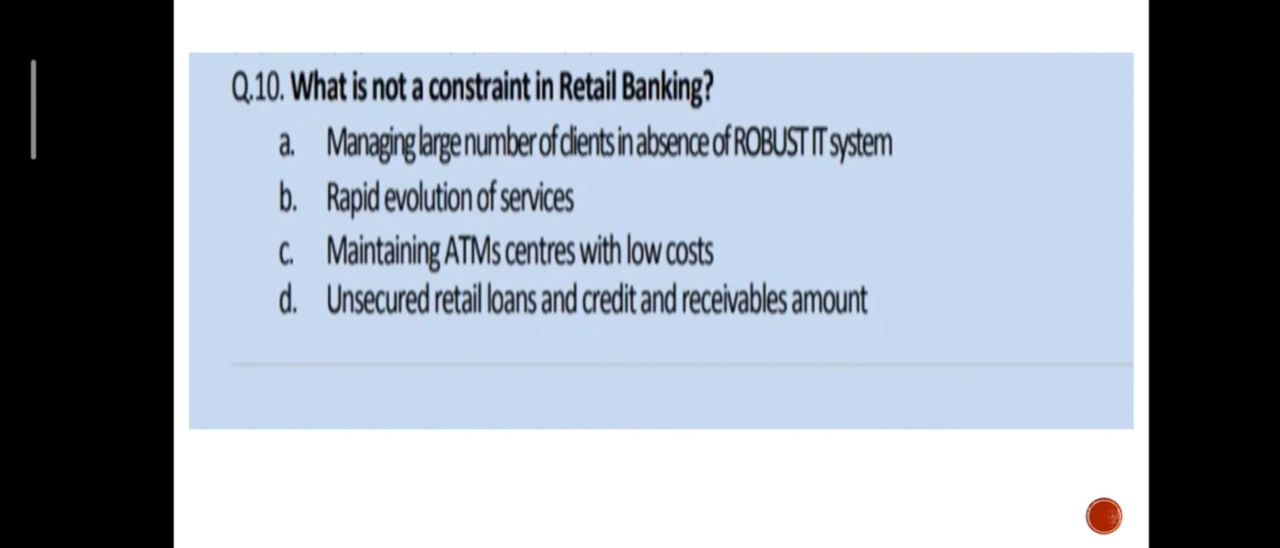 Q.10. What is not a constraint in Retail Banking?
a. Managing large number of clients in absence of ROBUST IT system
b. Rapid evolution of services
c. Maintaining ATMs centres with low costs
d. Unsecured retail loans and credit and receivables amount